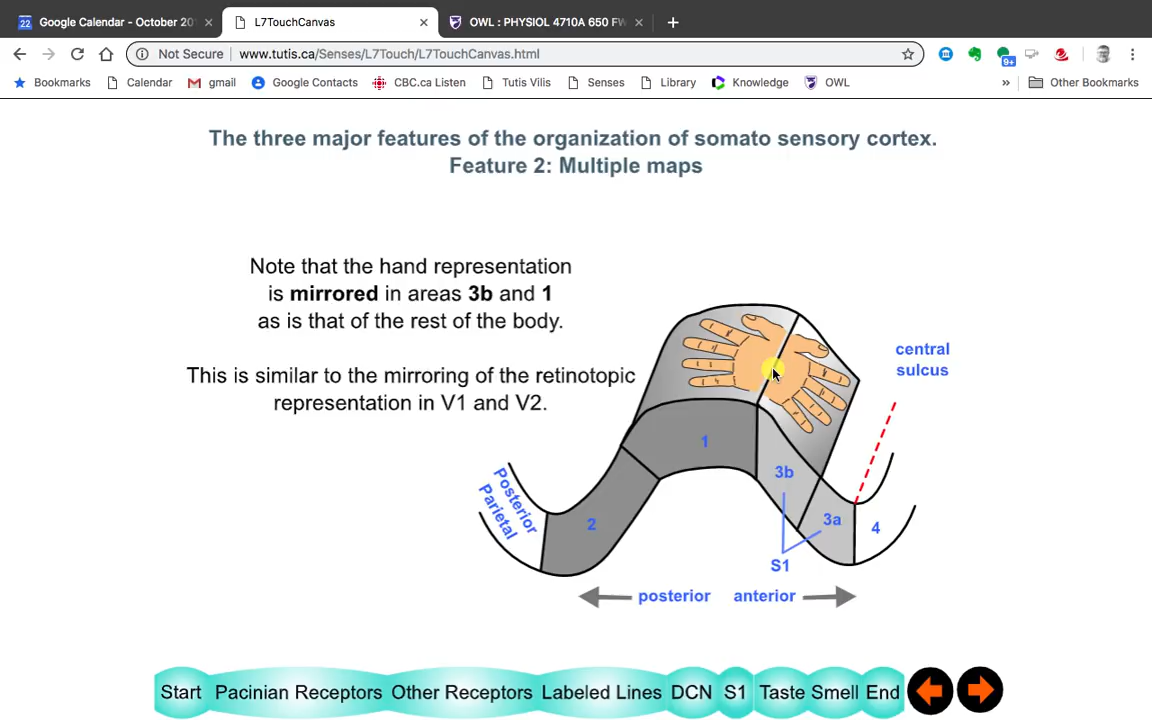 Google Calendar - October 20
L7TouchCanvas
OWL : PHYSIOL 4710A 650 FW
Not Secure
www.tutis.ca/Senses/L7Touch/L7TouchCanvas.html
9+
Bookmarks
Calendar
gmail
Google Contacts
CBC.ca Listen
Tutis Vilis
Senses
Library
Knowledge
OWL
»
Other Bookmarks
The three major features of the organization of somato sensory cortex.
Feature 2: Multiple maps
Note that the hand representation
is mirrored in areas 3b and 1
as is that of the rest of the body.
This is similar to the mirroring of the retinotopic
representation in V1 and V2.
central
sulcus
1
3b
Posterior
Parietal
2
3a
4
S1
posterior
anterior
Start
Pacinian Receptors
Other Receptors
Labeled Lines
DCN
S1
Taste
Smell
End